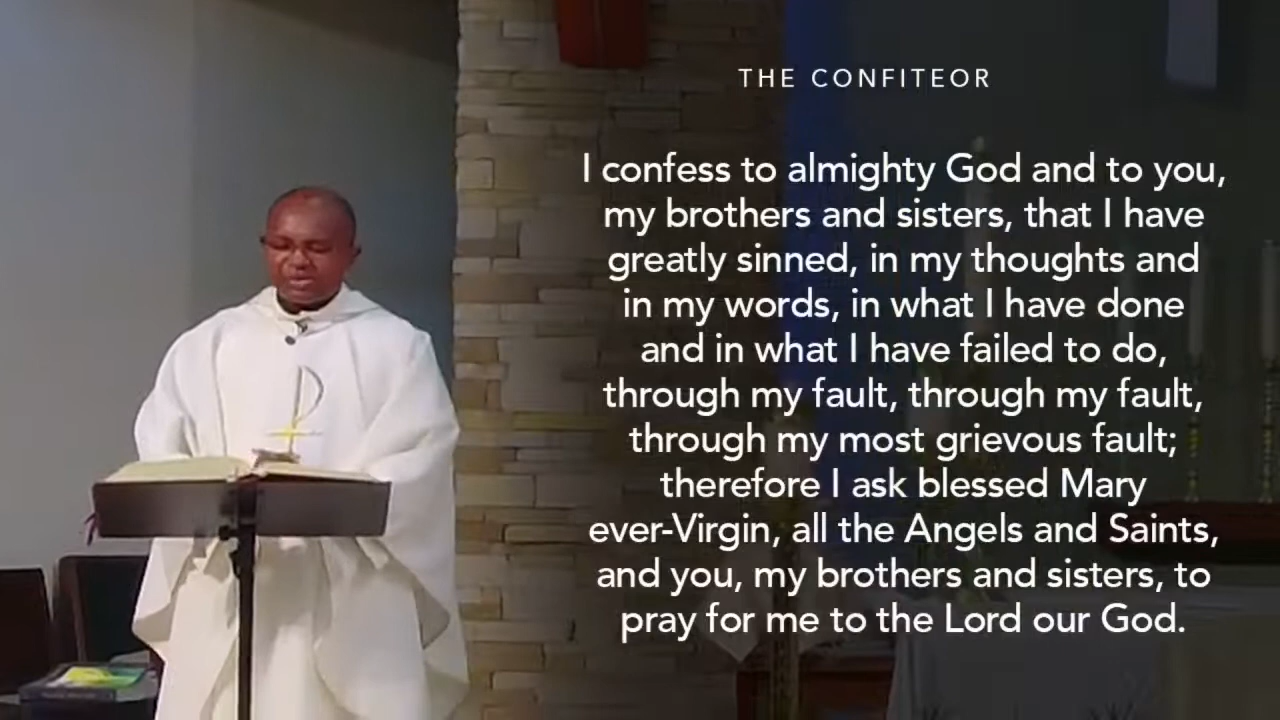 THE CONFITEOR
I confess to almighty God and to you,
my brothers and sisters, that I have
greatly sinned, in my thoughts and
in my words, in what I have done
and in what I have failed to do,
through my fault, through my fault,
through my most grievous fault;
therefore I ask blessed Mary
ever-Virgin, all the Angels and Saints,
and you, my brothers and sisters, to
pray for me to the Lord our God.